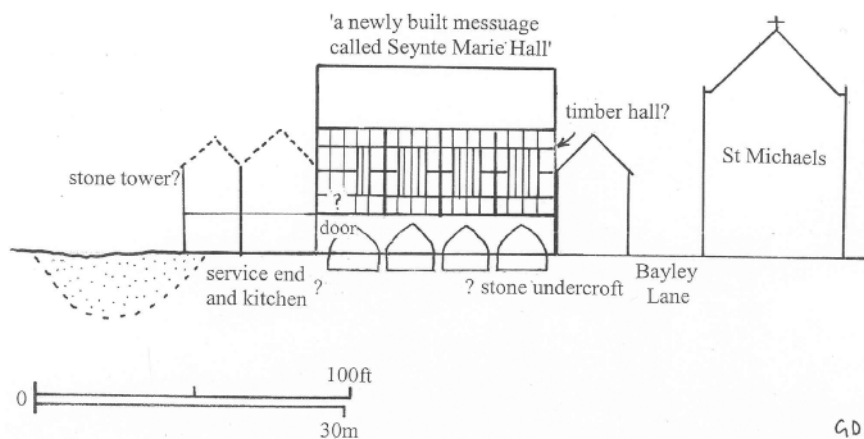 'a newly built messuage
called Seynte Marie Hall'
timber hall?
stone tower?
St Michaels
?
door
service end
and kitchen
?
? stone undercroft
Bayley
Lane
0
100ft
30m
GD